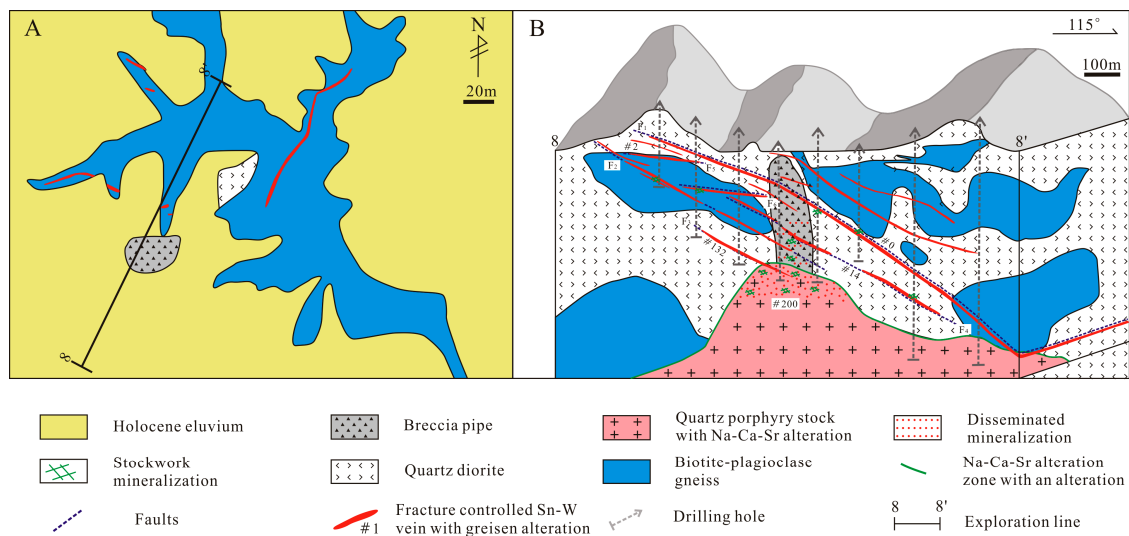 A
N
20m
8'
8
B
115°
100m
8
8'
F₁
#2
F₂
F₃
#132
#0
#14
#200
F₄
Holocene eluvium
Breccia pipe
Quartz porphyry stock
with Na-Ca-Sr alteration
Disseminated
mineralization
Stockwork
mineralization
Quartz diorite
Biotite-plagioclase
gneiss
Na-Ca-Sr alteration
zone with an alteration
Faults
#1
Fracture controlled Sn-W
vein with greisen alteration
Drilling hole
8
8'
Exploration line